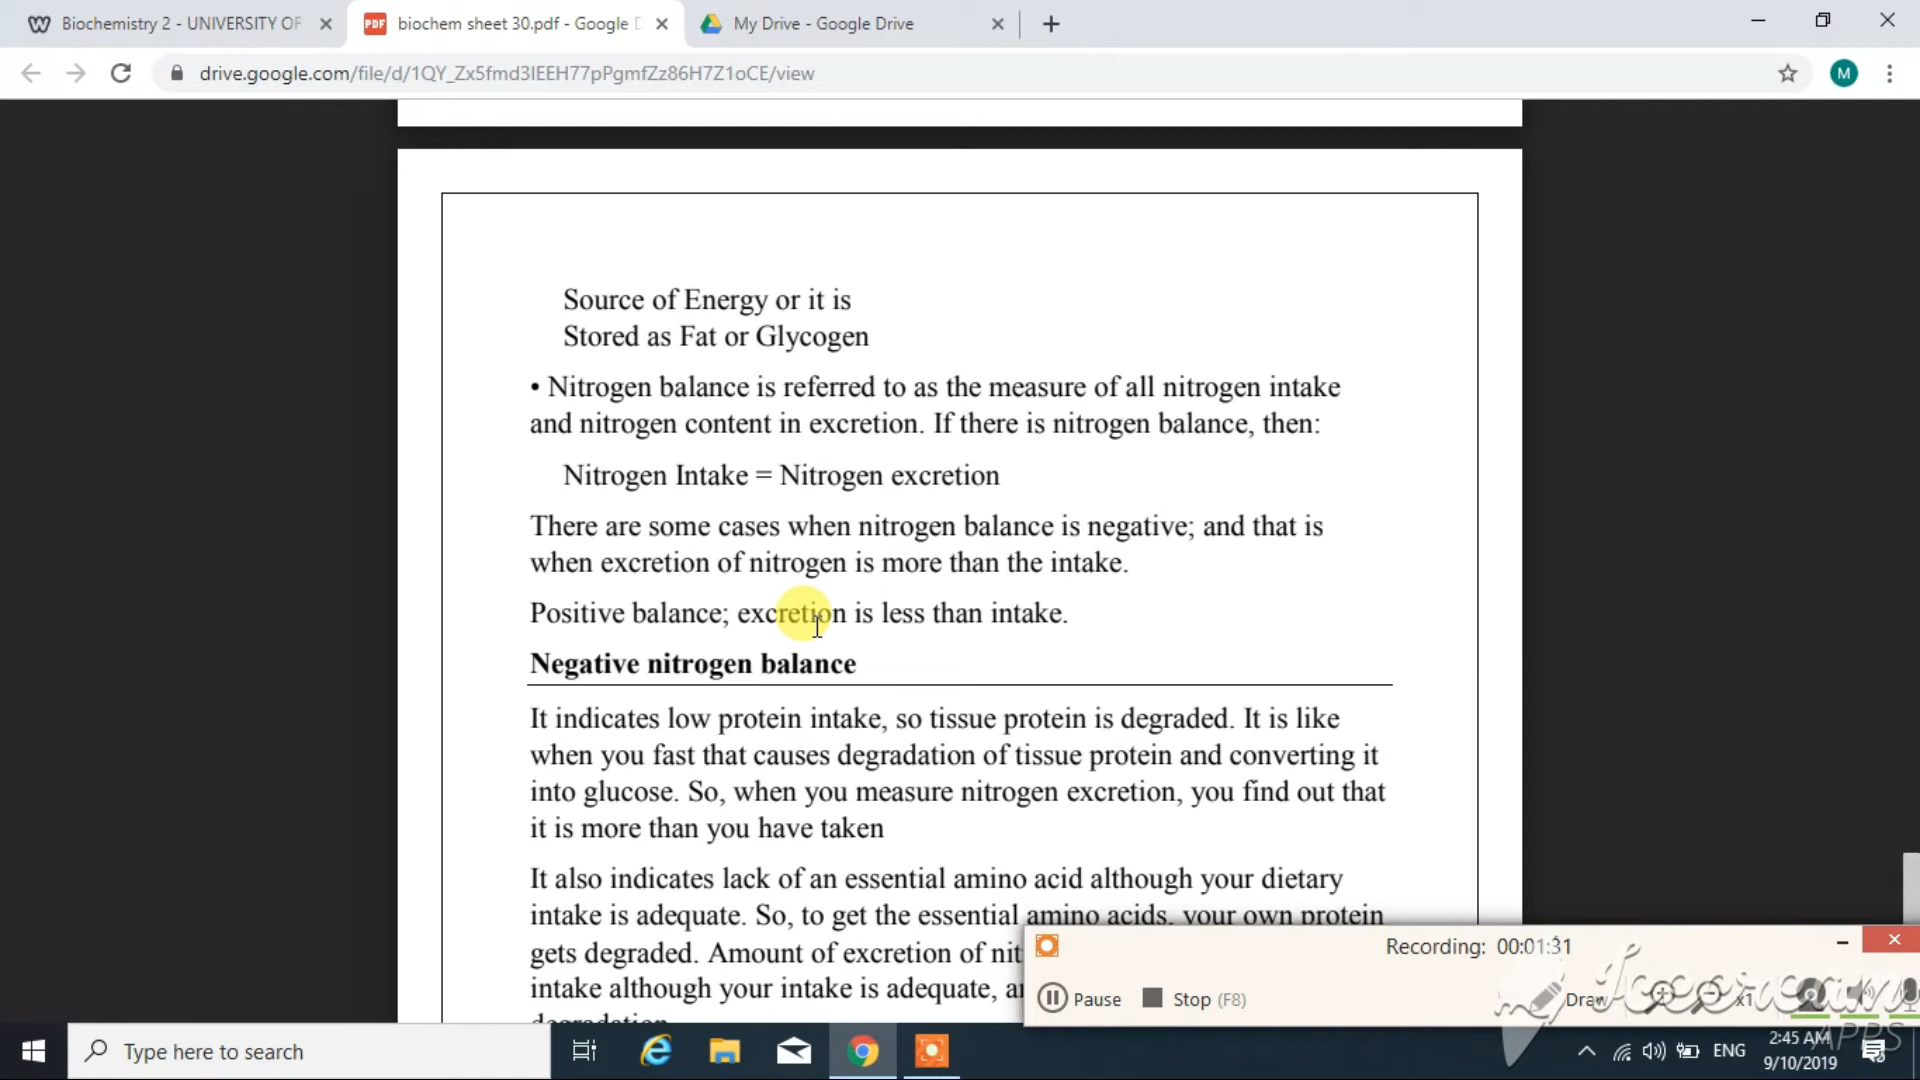 Biochemistry 2 - UNIVERSITY OF
PDF
biochem sheet 30.pdf - Google D
My Drive - Google Drive
drive.google.com/file/d/1QY_Zx5fmd3IEEH77pPgmfZz86H7Z1oCE/view
M
Source of Energy or it is
Stored as Fat or Glycogen
• Nitrogen balance is referred to as the measure of all nitrogen intake
and nitrogen content in excretion. If there is nitrogen balance, then:
Nitrogen Intake = Nitrogen excretion
There are some cases when nitrogen balance is negative; and that is
when excretion of nitrogen is more than the intake.
Positive balance; excretion is less than intake.
Negative nitrogen balance
It indicates low protein intake, so tissue protein is degraded. It is like
when you fast that causes degradation of tissue protein and converting it
into glucose. So, when you measure nitrogen excretion, you find out that
it is more than you have taken
It also indicates lack of an essential amino acid although your dietary
intake is adequate. So, to get the essential amino acids, your own protein
gets degraded. Amount of excretion of nit
intake although your intake is adequate, a
degradation
Recording: 00:01:31
Pause
Stop (F8)
Draw
x1
Icecream
APPS
Type here to search
ENG
2:45 AM
9/10/2019